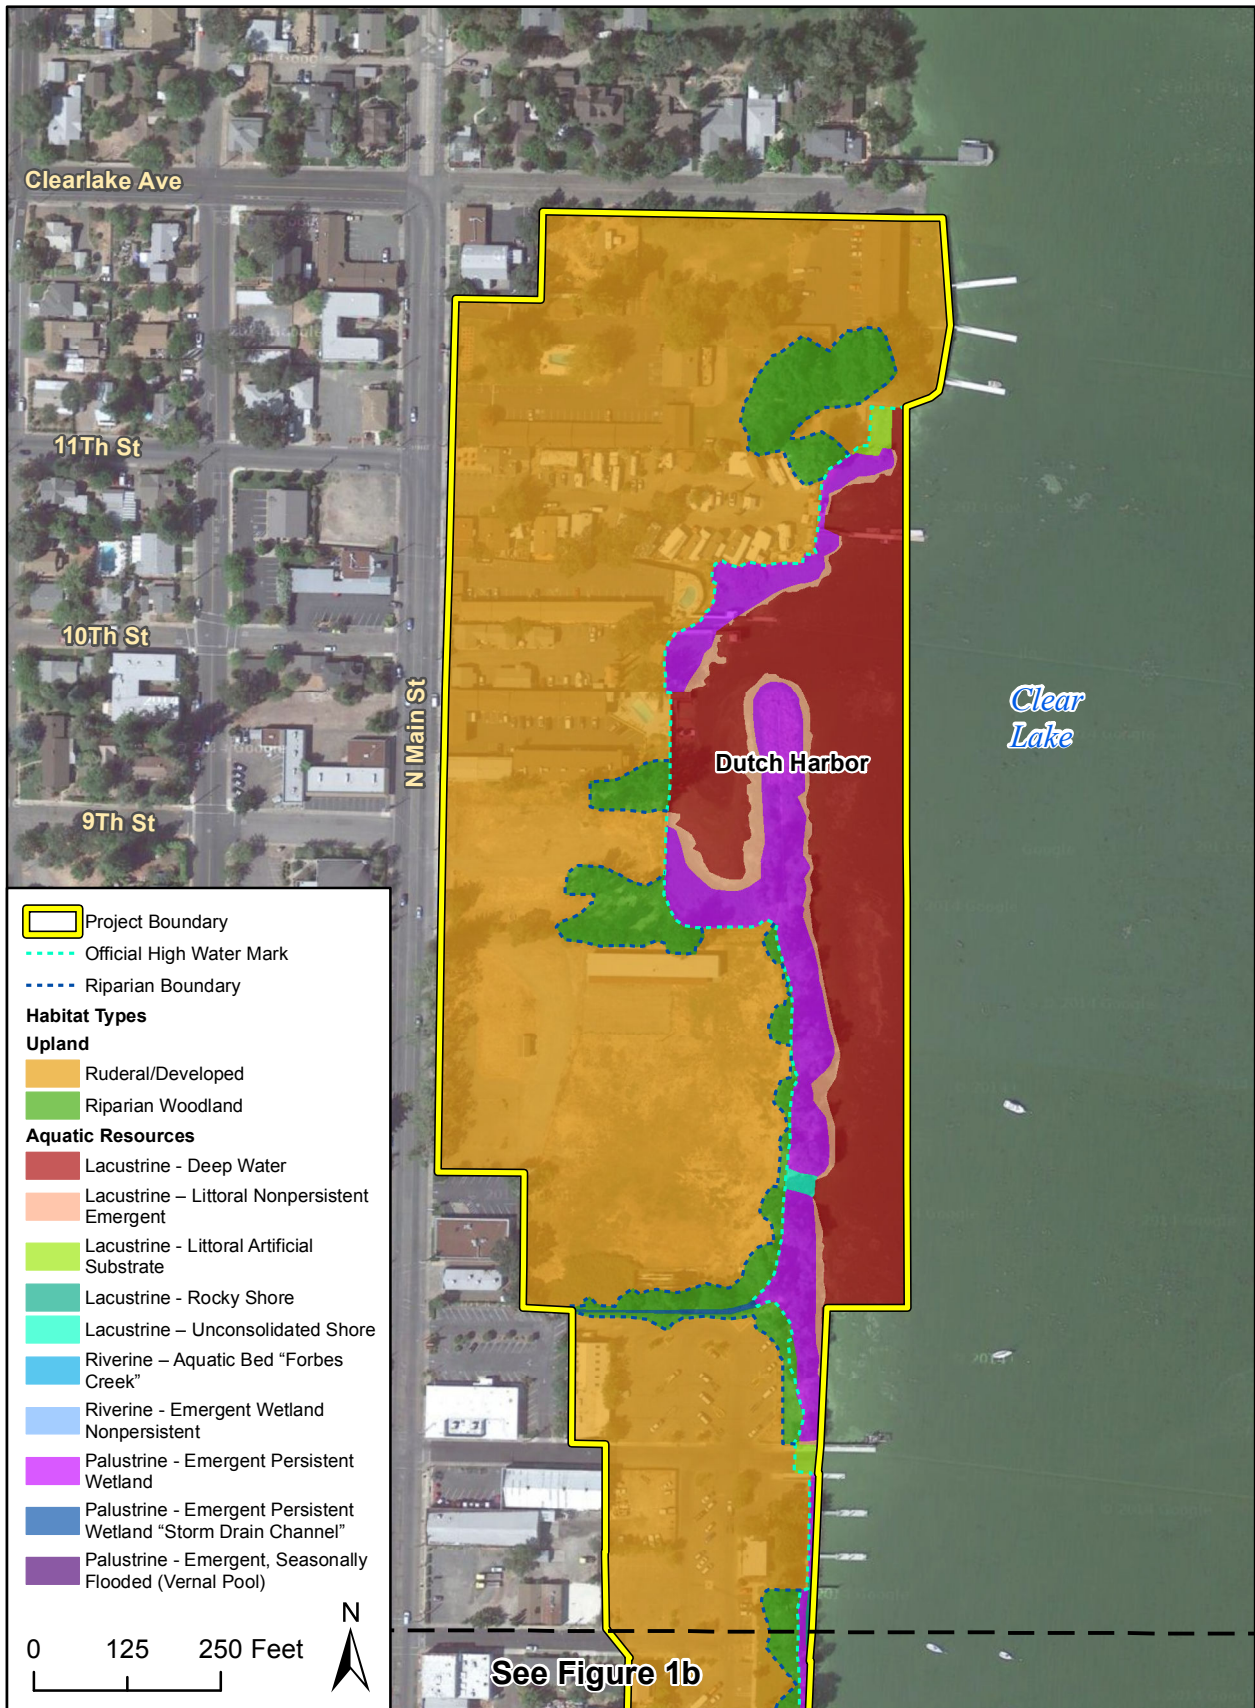 Clearlake Ave
11Th St
10Th St
9Th St
N Main St
Clear
Lake
Dutch Harbor
Project Boundary
Official High Water Mark
Riparian Boundary
Habitat Types
Upland
Ruderal/Developed
Riparian Woodland
Aquatic Resources
Lacustrine - Deep Water
Lacustrine – Littoral Nonpersistent
Emergent
Lacustrine - Littoral Artificial
Substrate
Lacustrine - Rocky Shore
Lacustrine – Unconsolidated Shore
Riverine – Aquatic Bed “Forbes
Creek”
Riverine - Emergent Wetland
Nonpersistent
Palustrine - Emergent Persistent
Wetland
Palustrine - Emergent Persistent
Wetland “Storm Drain Channel”
Palustrine - Emergent, Seasonally
Flooded (Vernal Pool)
N
0 125 250 Feet
See Figure 1b